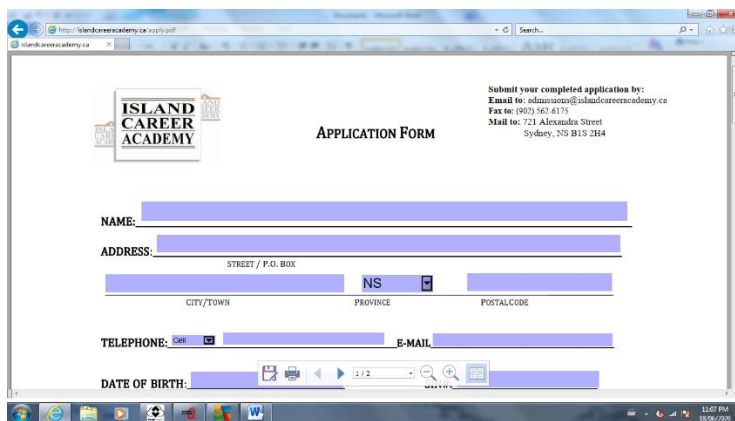 http://islandcareeracademy.ca/apply.pdf
Search...
islandcareeracademy.ca
ISLAND
CAREER
ACADEMY
APPLICATION FORM
Submit your completed application by:
Email to: admissions@islandcareeracademy.ca
Fax to: (902) 562-6175
Mail to: 721 Alexandra Street
Sydney, NS B1S 2H4
NAME:
ADDRESS:
STREET / P.O. BOX
NS
CITY/TOWN
PROVINCE
POSTALCODE
TELEPHONE: Cell
E-MAIL
DATE OF BIRTH:
1 / 2
11:07 PM
18/06/2020